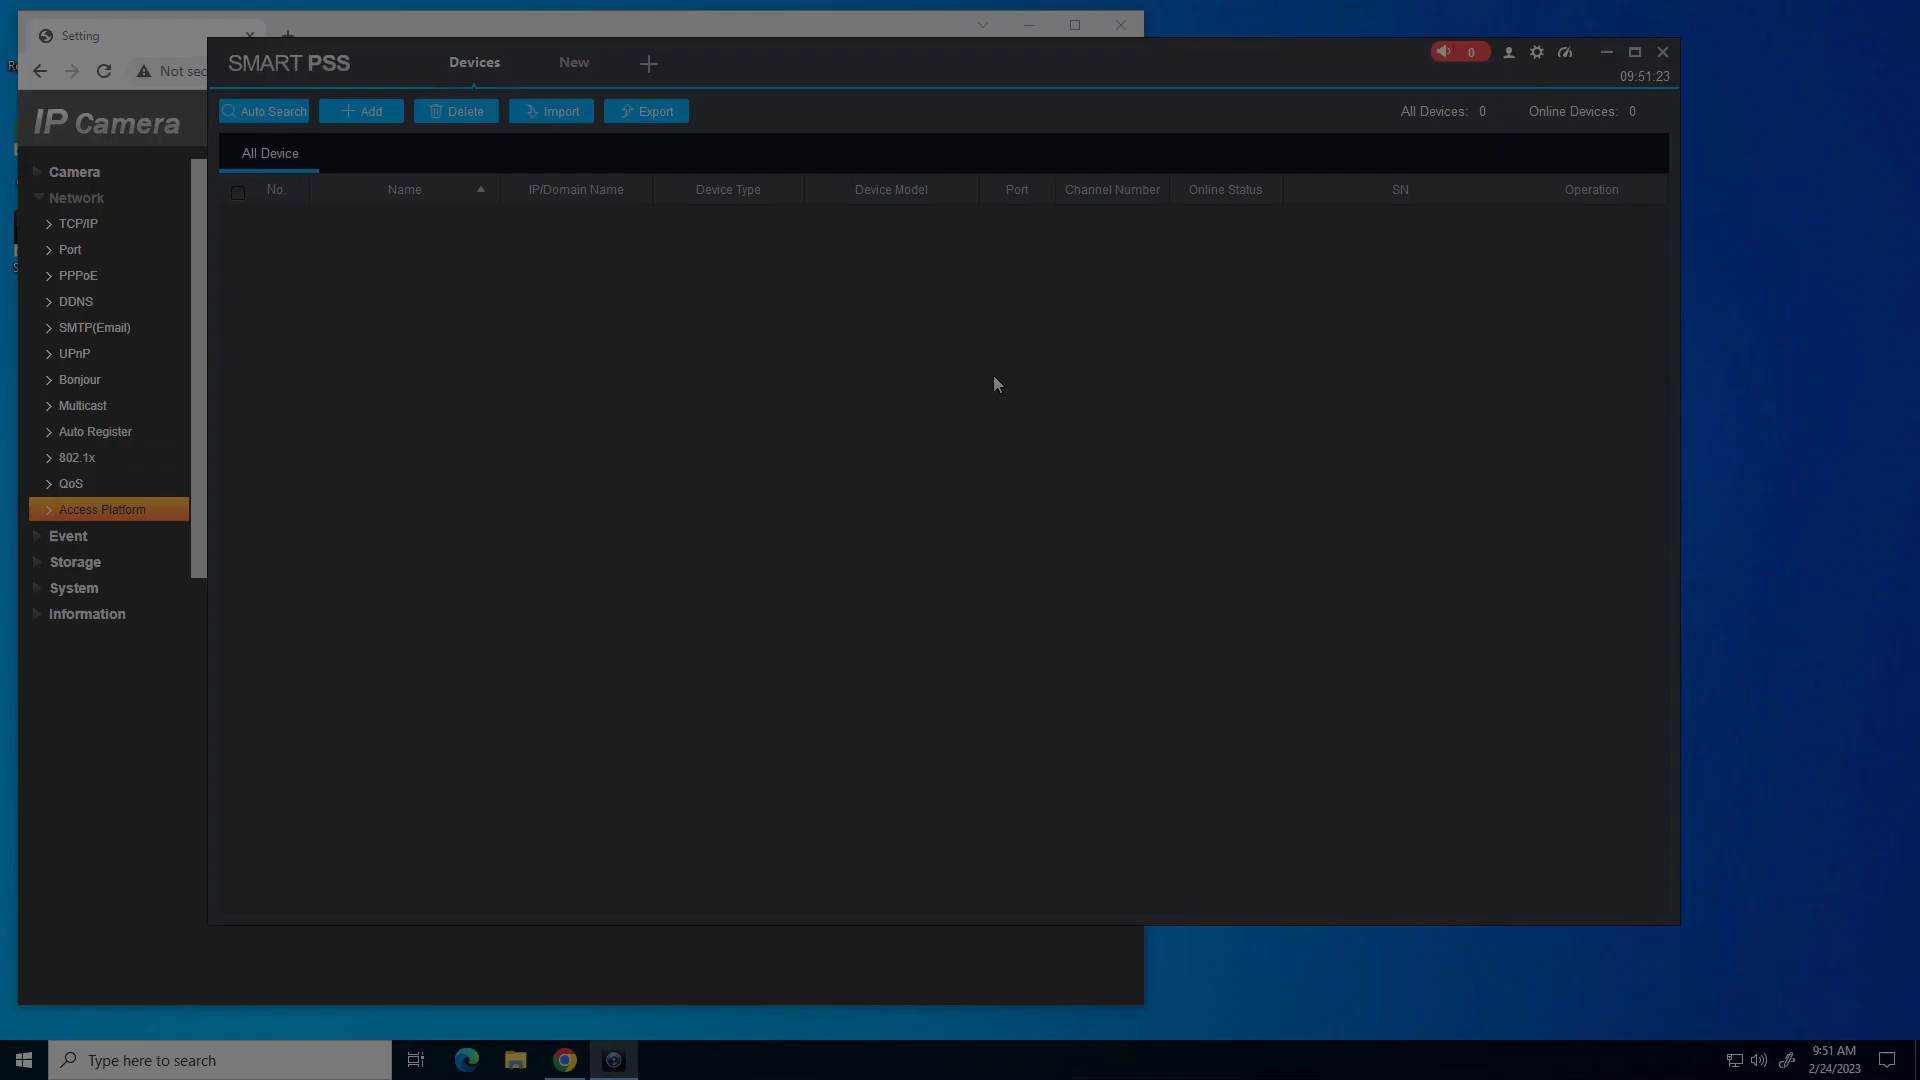 Setting
Not sec
IP Camera
Camera
Network
TCP/IP
Port
PPPoE
DDNS
SMTP(Email)
UPnP
Bonjour
Multicast
Auto Register
802.1x
QoS
Access Platform
Event
Storage
System
Information
SMART PSS
Devices
New
0
09:51:23
Auto Search
Add
Delete
Import
Export
All Devices: 0
Online Devices: 0
All Device
No.
Name
IP/Domain Name
Device Type
Device Model
Port
Channel Number
Online Status
SN
Operation
Type here to search
9:51 AM
2/24/2023